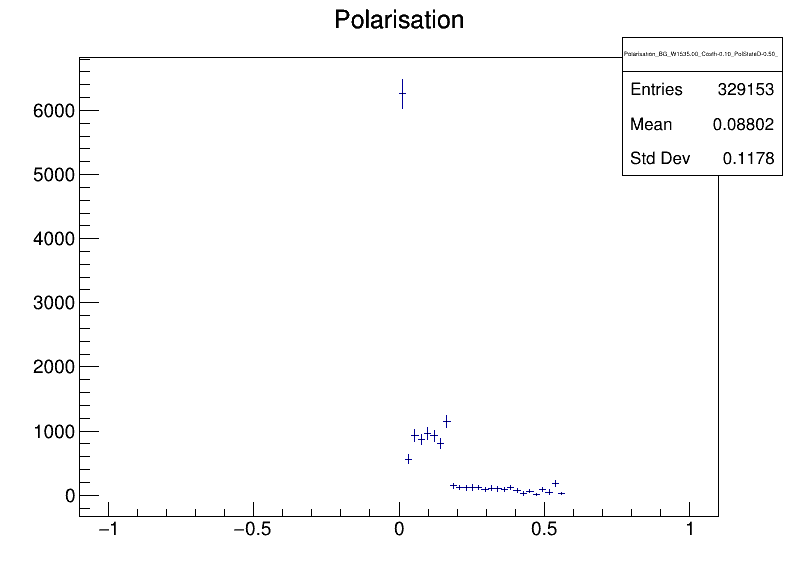 Polarisation
Polarisation_BG_W1535.00_Costh-0.10_PolStateD-0.50_
Entries 329153
Mean 0.08802
Std Dev 0.1178
6000
5000
4000
3000
2000
1000
0
−1 −0.5 0 0.5 1